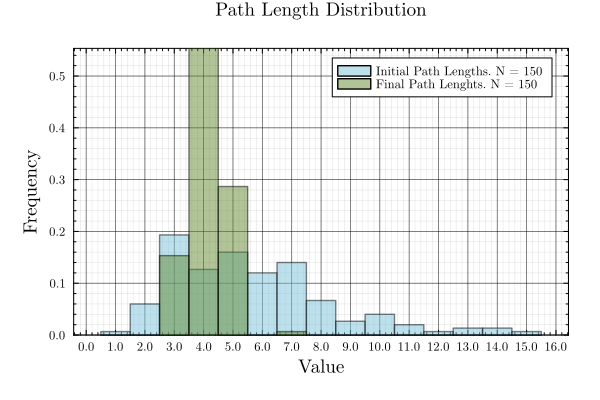 Path Length Distribution
Initial Path Lengths. N = 150
Final Path Lenghts. N = 150
0.5
0.4
0.3
0.2
0.1
0.0
Frequency
0.0 1.0 2.0 3.0 4.0 5.0 6.0 7.0 8.0 9.0 10.0 11.0 12.0 13.0 14.0 15.0 16.0
Value